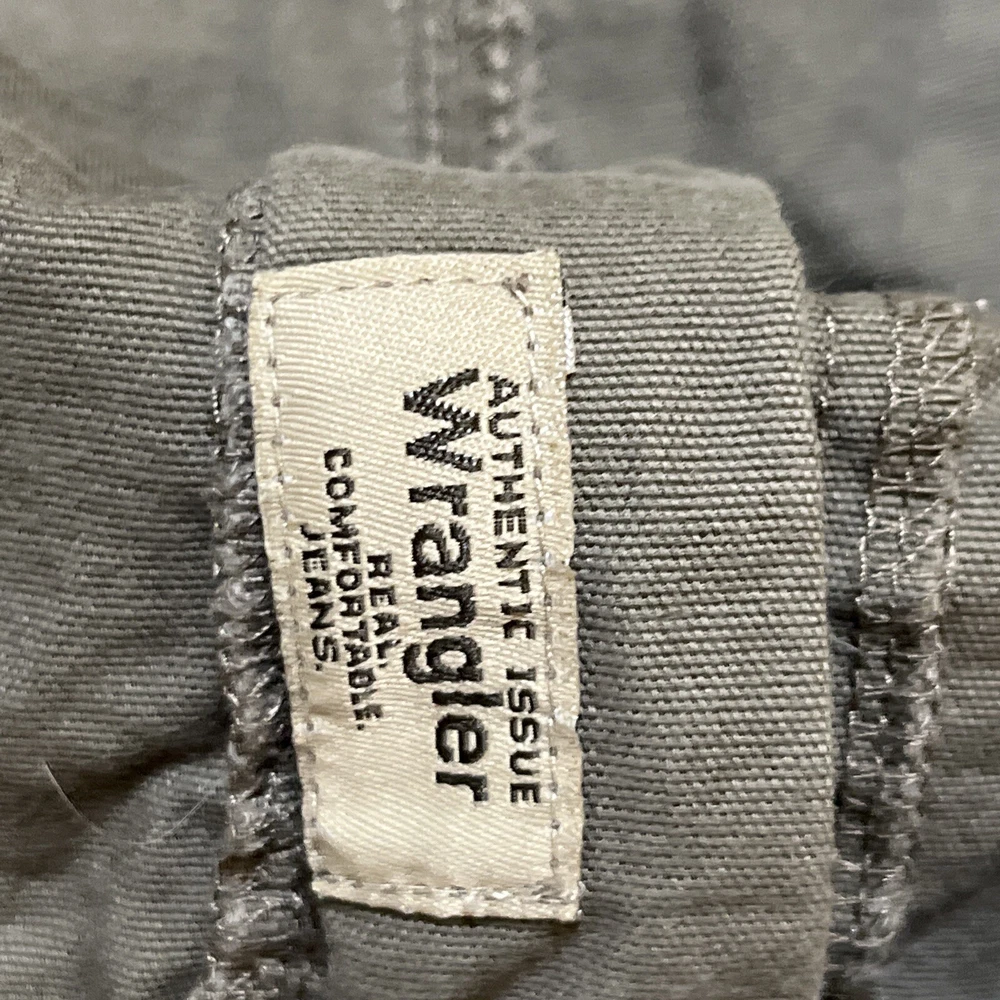 AUTHENTIC ISSUE
Wrangler
REAL.
COMFORTABLE.
JEANS.